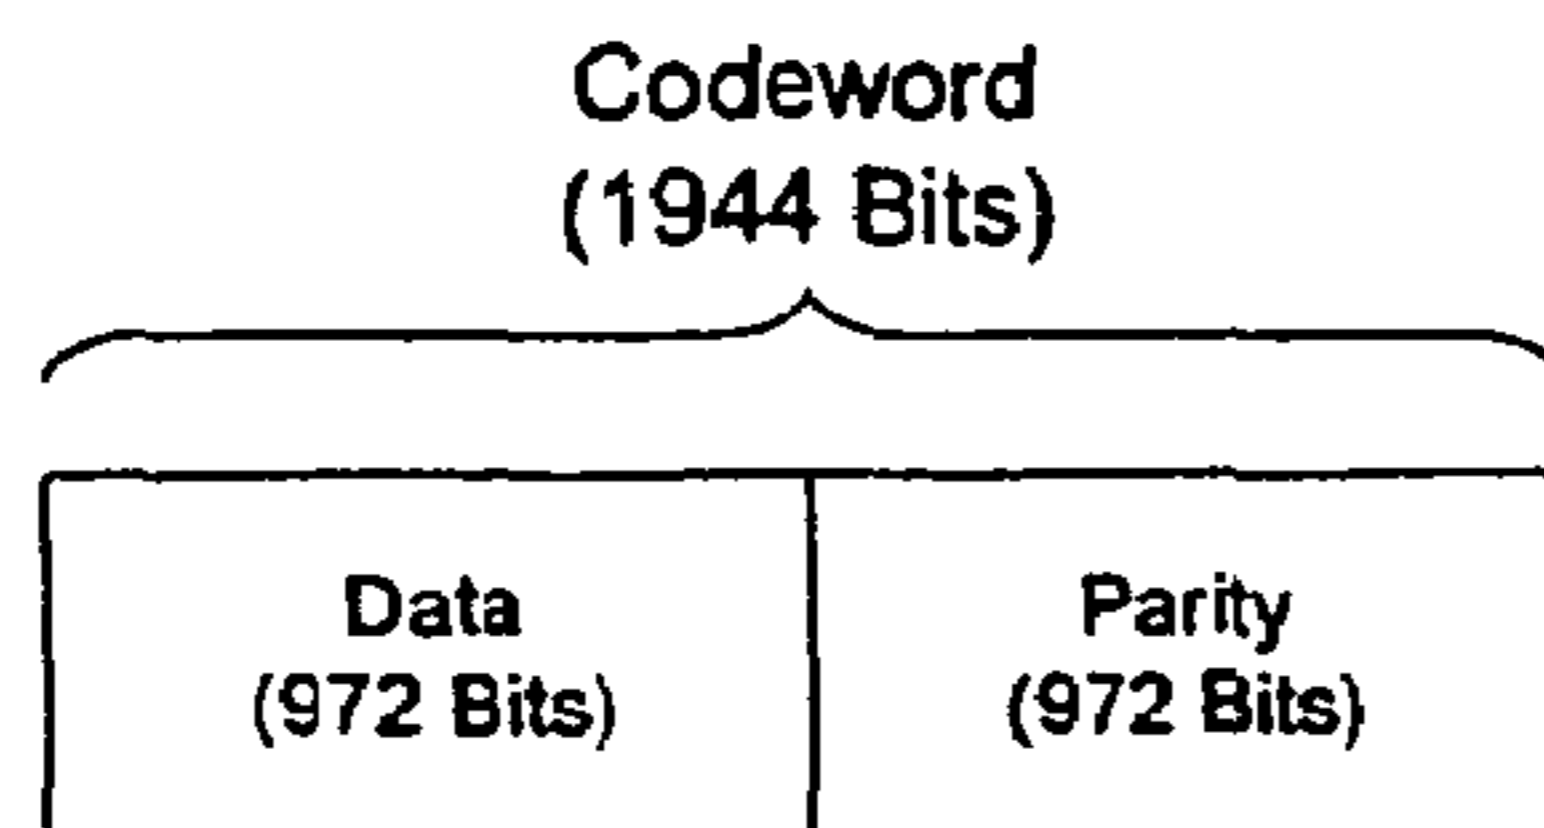 Codeword
(1944 Bits)
Data
(972 Bits)
Parity
(972 Bits)